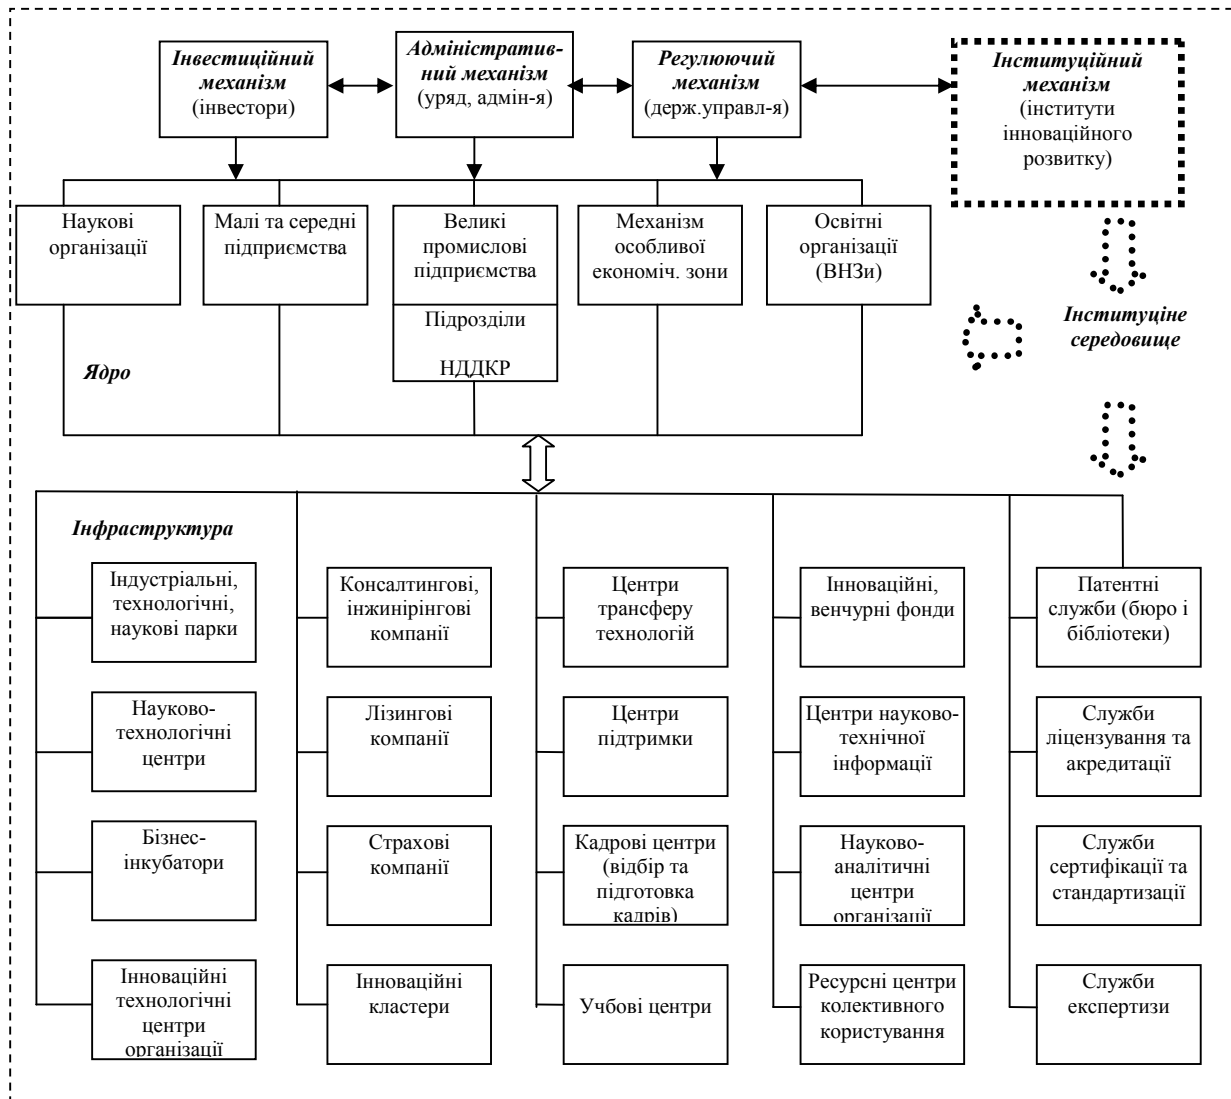 Інвестиційний
механізм
(інвестори)
Адміністратив-
ний механізм
(уряд, адмін-я)
Регулюючий
механізм
(держ.управл-я)
Інституційний
механізм
(інститути
інноваційного
розвитку)
Наукові
організації
Малі та середні
підприємства
Великі
промислові
підприємства
Підрозділи
НДДКР
Механізм
особливої
економіч. зони
Освітні
організації
(ВНЗи)
Інституціне
середовище
Ядро
Інфраструктура
Індустріальні,
технологічні,
наукові парки
Консалтингові,
інжинірінгові
компанії
Центри
трансферу
технологій
Інноваційні,
венчурні фонди
Патентні
служби (бюро і
бібліотеки)
Науково-
технологічні
центри
Лізингові
компанії
Центри
підтримки
Центри науково-
технічної
інформації
Служби
ліцензування та
акредитації
Бізнес-
інкубатори
Страхові
компанії
Кадрові центри
(відбір та
підготовка
кадрів)
Науково-
аналітичні
центри
організації
Служби
сертифікації та
стандартизації
Інноваційні
технологічні
центри
організації
Інноваційні
кластери
Учбові центри
Ресурсні центри
колективного
користування
Служби
експертизи